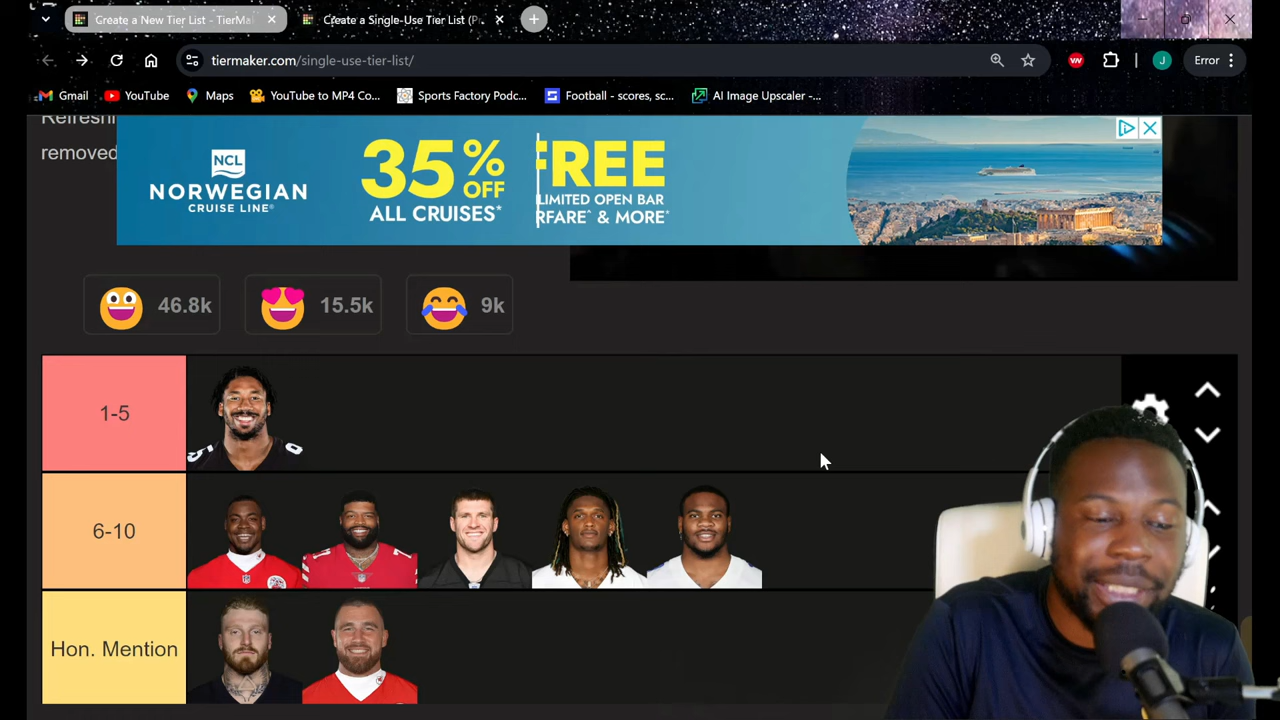 Create a New Tier List - TierMa
Create a Single-Use Tier List (P
tiermaker.com/single-use-tier-list/
Error
Gmail
YouTube
Maps
YouTube to MP4 Co...
Sports Factory Podc...
Football - scores, sc...
AI Image Upscaler -...
removed
NCL
NORWEGIAN
CRUISE LINE®
35% OFF
ALL CRUISES*
FREE
LIMITED OPEN BAR
RFARE^ & MORE*
46.8k
15.5k
9k
1-5
6-10
Hon. Mention